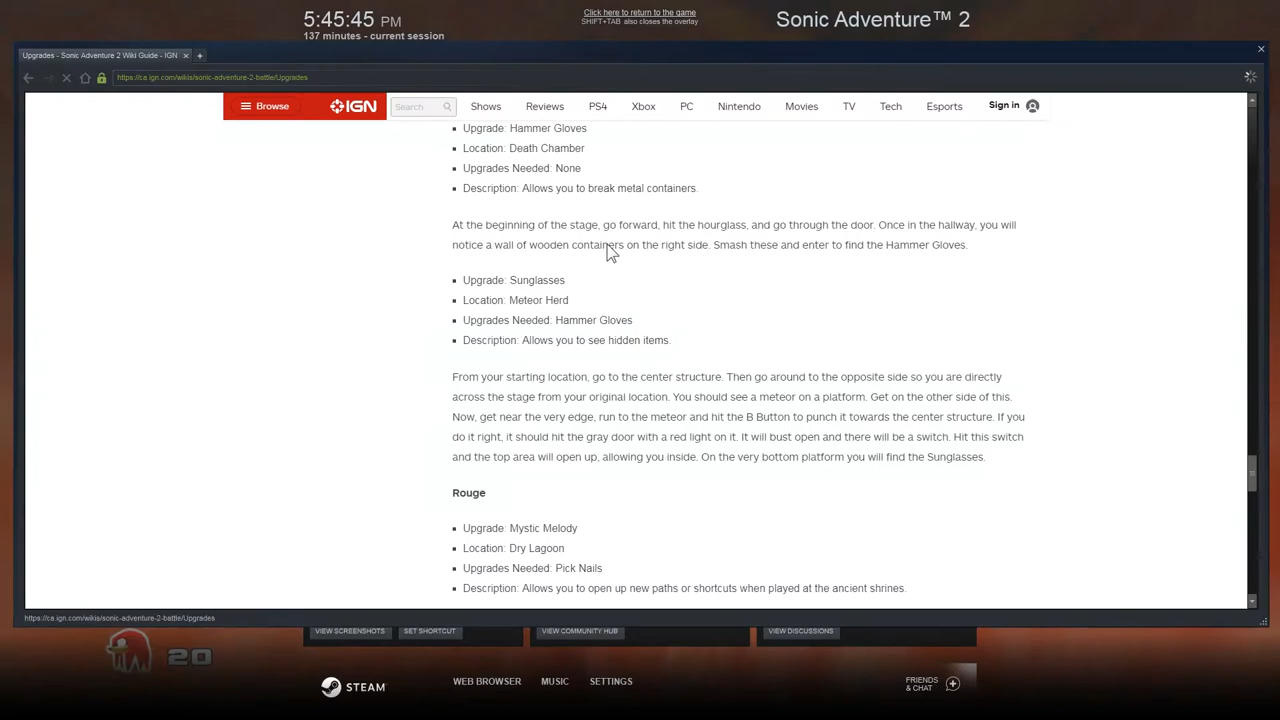 5:45:45 PM
137 minutes - current session
Click here to return to the game
SHIFT+TAB also closes the overlay
Sonic Adventure™ 2
Upgrades - Sonic Adventure 2 Wiki Guide - IGN
https://ca.ign.com/wikis/sonic-adventure-2-battle/Upgrades
Browse IGN Search Shows Reviews PS4 Xbox PC Nintendo Movies TV Tech Esports Sign in
Upgrade: Hammer Gloves
Location: Death Chamber
Upgrades Needed: None
Description: Allows you to break metal containers.
At the beginning of the stage, go forward, hit the hourglass, and go through the door. Once in the hallway, you will
notice a wall of wooden containers on the right side. Smash these and enter to find the Hammer Gloves.
Upgrade: Sunglasses
Location: Meteor Herd
Upgrades Needed: Hammer Gloves
Description: Allows you to see hidden items.
From your starting location, go to the center structure. Then go around to the opposite side so you are directly
across the stage from your original location. You should see a meteor on a platform. Get on the other side of this.
Now, get near the very edge, run to the meteor and hit the B Button to punch it towards the center structure. If you
do it right, it should hit the gray door with a red light on it. It will bust open and there will be a switch. Hit this switch
and the top area will open up, allowing you inside. On the very bottom platform you will find the Sunglasses.
Rouge
Upgrade: Mystic Melody
Location: Dry Lagoon
Upgrades Needed: Pick Nails
Description: Allows you to open up new paths or shortcuts when played at the ancient shrines.
https://ca.ign.com/wikis/sonic-adventure-2-battle/Upgrades
VIEW SCREENSHOTS SET SHORTCUT VIEW COMMUNITY HUB VIEW DISCUSSIONS
20
STEAM WEB BROWSER MUSIC SETTINGS
FRIENDS
& CHAT